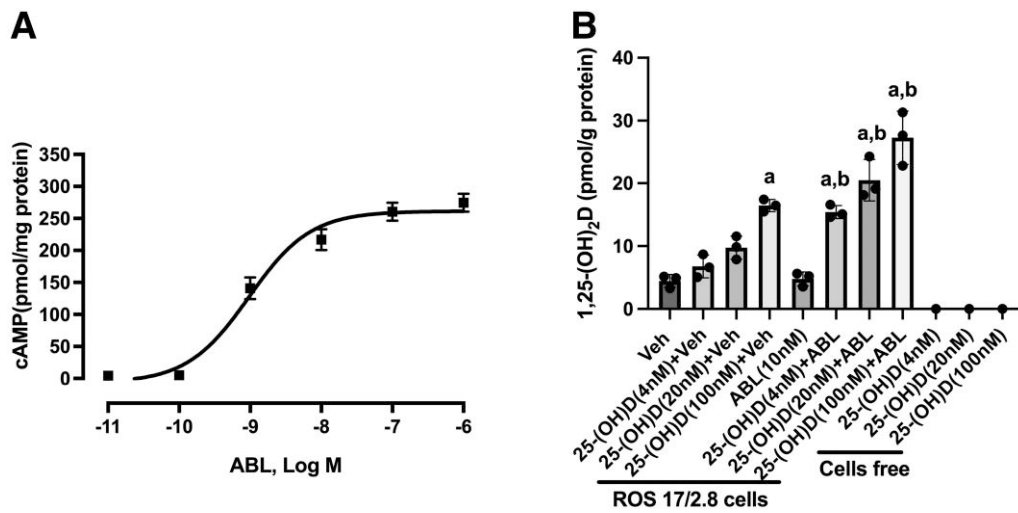 A
cAMP(pmol/mg protein)
350
300
250
200
150
100
50
0
-11
-10
-9
-8
-7
-6
ABL, Log M
B
1,25-(OH)2D (pmol/g protein)
40
30
20
10
0
a
a,b
a,b
a,b
Veh
25-(OH)D(4nM)+Veh
25-(OH)D(20nM)+Veh
25-(OH)D(100nM)+Veh
ABL(10nM)
25-(OH)D(4nM)+ABL
25-(OH)D(20nM)+ABL
25-(OH)D(100nM)+ABL
25-(OH)D(4nM)
25-(OH)D(20nM)
25-(OH)D(100nM)
ROS 17/2.8 cells
Cells free